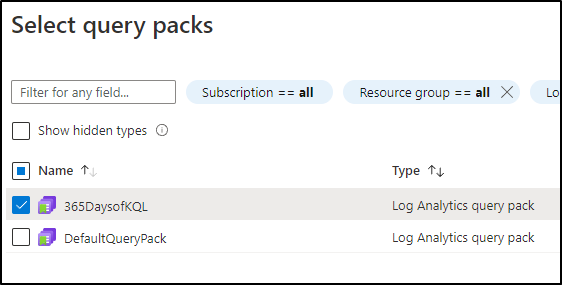 Select query packs
Filter for any field... Subscription == all Resource group == all Lo
Show hidden types
Name Type
365DaysofKQL Log Analytics query pack
DefaultQueryPack Log Analytics query pack